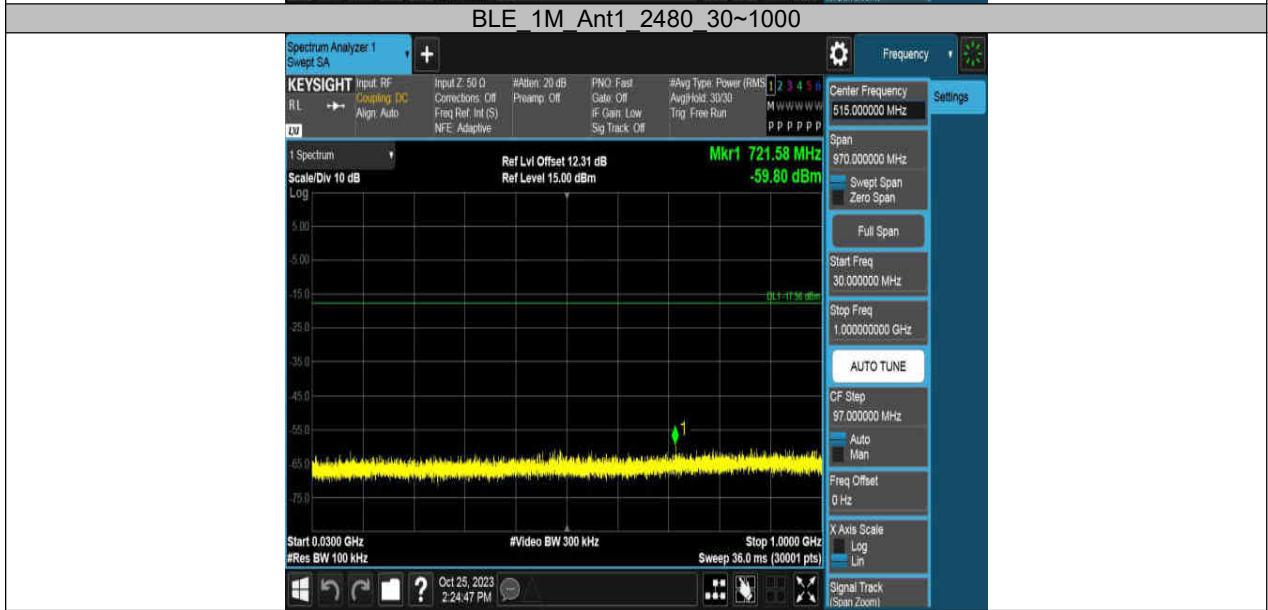 BLE_1M_Ant1_2480_30~1000
Spectrum Analyzer 1
Swept SA
+
Frequency
KEYSIGHT
RL
LXI
Input: RF
Coupling: DC
Align: Auto
Input Z: 50 Ω
Corrections: Off
Freq Ref: Int (S)
NFE: Adaptive
#Atten: 20 dB
Preamp: Off
PNO: Fast
Gate: Off
IF Gain: Low
Sig Track: Off
#Avg Type: Power (RMS
Avg|Hold: 30/30
Trig: Free Run
1 2 3 4 5 6
M W W W W W
P P P P P P
Center Frequency
515.000000 MHz
Settings
Span
970.000000 MHz
Swept Span
Zero Span
Full Span
Start Freq
30.000000 MHz
Stop Freq
1.000000000 GHz
AUTO TUNE
CF Step
97.000000 MHz
Auto
Man
Freq Offset
0 Hz
X Axis Scale
Log
Lin
Signal Track
(Span Zoom)
1 Spectrum
Scale/Div 10 dB
Log
Ref Lvl Offset 12.31 dB
Ref Level 15.00 dBm
Mkr1 721.58 MHz
-59.80 dBm
5.00
-5.00
-15.0
DL1 -17.56 dBm
-25.0
-35.0
-45.0
-55.0
1
-65.0
-75.0
Start 0.0300 GHz
#Video BW 300 kHz
Stop 1.0000 GHz
#Res BW 100 kHz
Sweep 36.0 ms (30001 pts)
?
Oct 25, 2023
2:24:47 PM